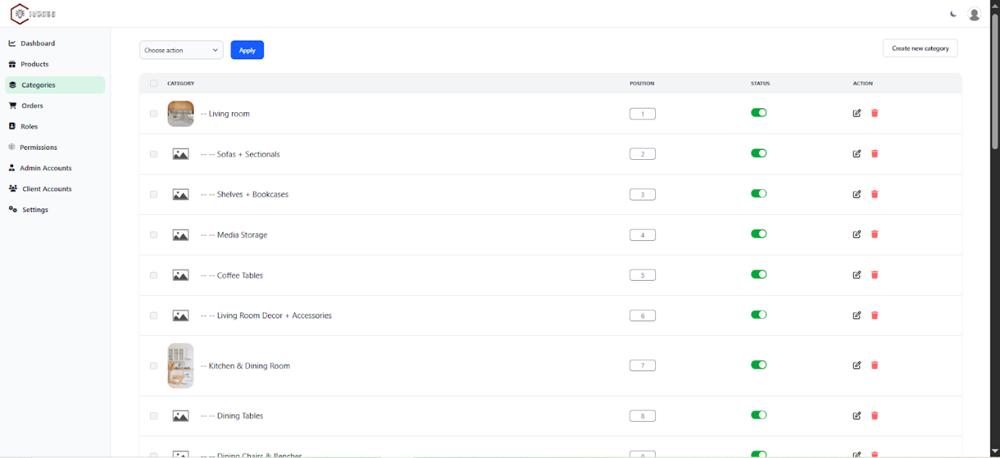 HANSHI
Dashboard
Products
Categories
Orders
Roles
Permissions
Admin Accounts
Client Accounts
Settings
Choose action
Apply
Create new category
CATEGORY POSITION STATUS ACTION
-- Living room 1
-- -- Sofas + Sectionals 2
-- -- Shelves + Bookcases 3
-- -- Media Storage 4
-- -- Coffee Tables 5
-- -- Living Room Decor + Accessories 6
-- Kitchen & Dining Room 7
-- -- Dining Tables 8
-- -- Dining Chairs & Benches 9